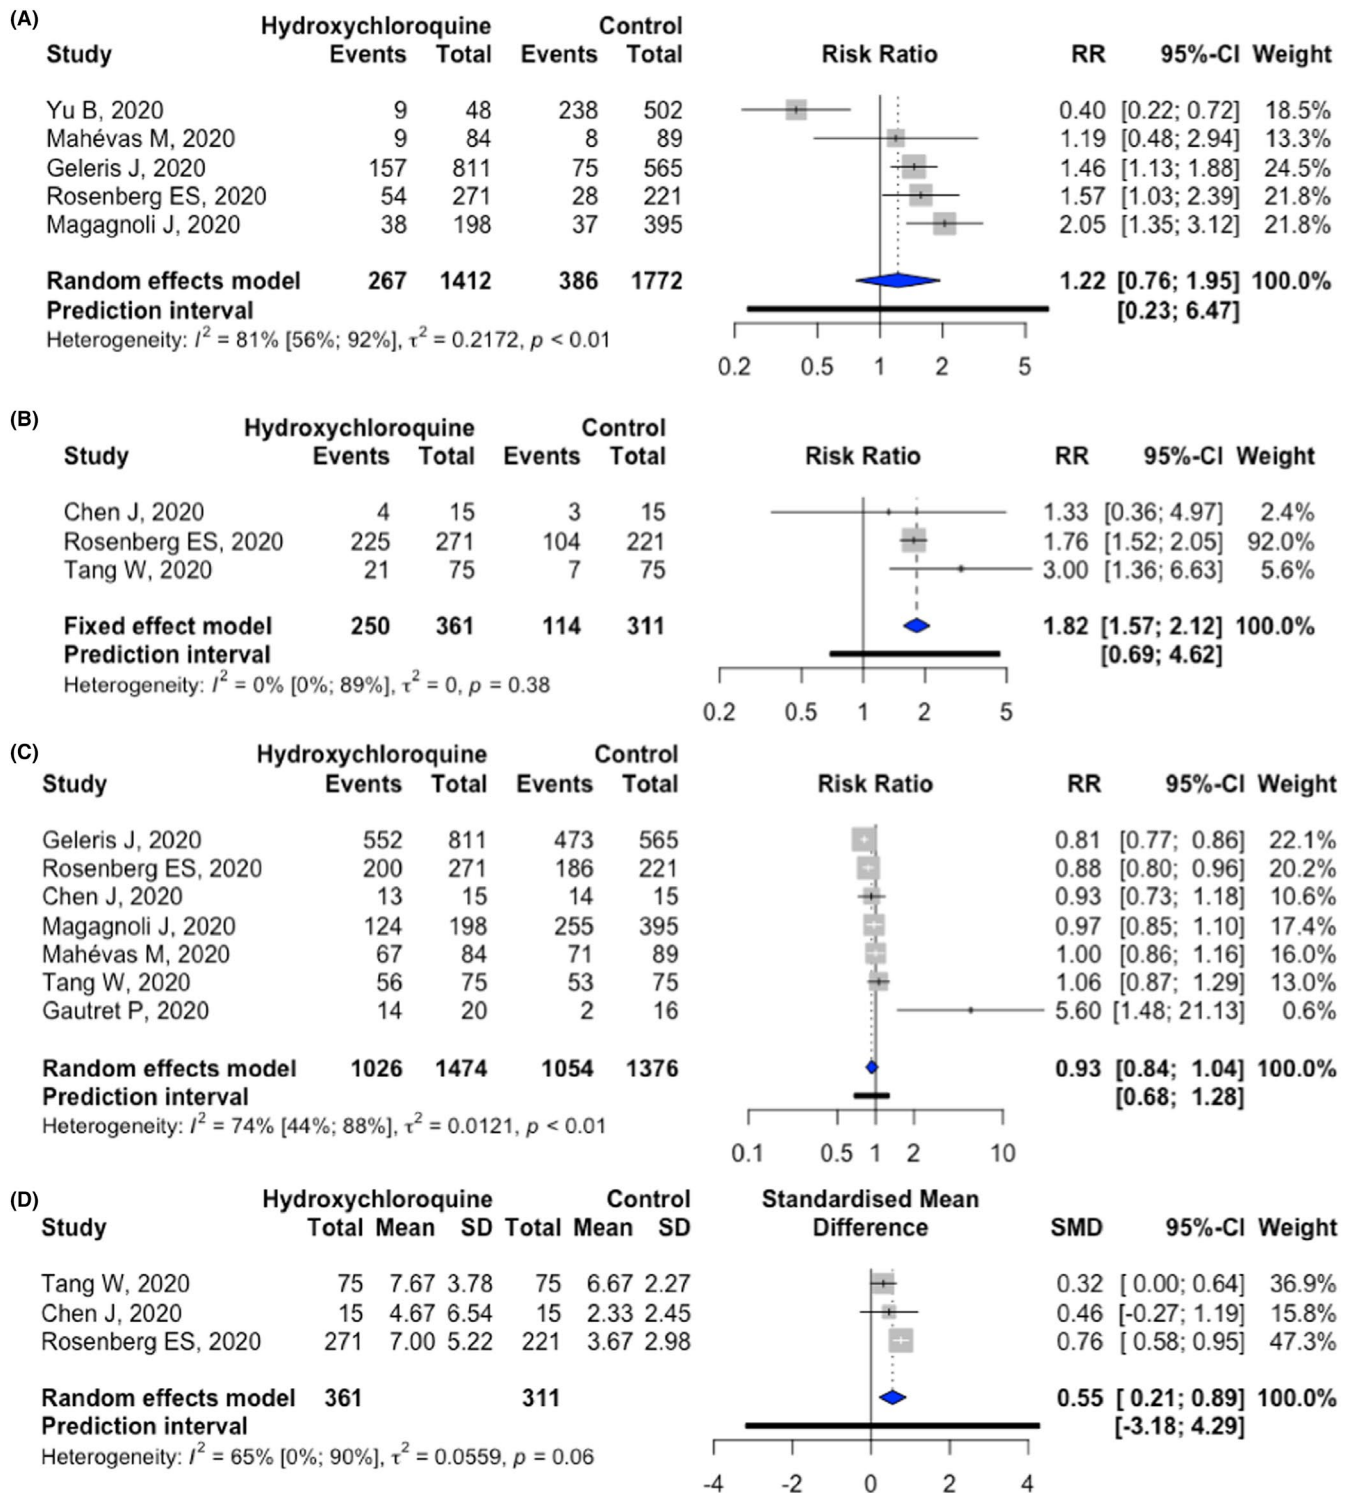 (A)
Hydroxychloroquine Control
Study Events Total Events Total Risk Ratio RR 95%-CI Weight
Yu B, 2020 9 48 238 502 0.40 [0.22; 0.72] 18.5%
Mahévas M, 2020 9 84 8 89 1.19 [0.48; 2.94] 13.3%
Geleris J, 2020 157 811 75 565 1.46 [1.13; 1.88] 24.5%
Rosenberg ES, 2020 54 271 28 221 1.57 [1.03; 2.39] 21.8%
Magagnoli J, 2020 38 198 37 395 2.05 [1.35; 3.12] 21.8%
Random effects model 267 1412 386 1772 1.22 [0.76; 1.95] 100.0%
Prediction interval [0.23; 6.47]
Heterogeneity: I² = 81% [56%; 92%], τ² = 0.2172, p < 0.01
0.2 0.5 1 2 5
(B)
Hydroxychloroquine Control
Study Events Total Events Total Risk Ratio RR 95%-CI Weight
Chen J, 2020 4 15 3 15 1.33 [0.36; 4.97] 2.4%
Rosenberg ES, 2020 225 271 104 221 1.76 [1.52; 2.05] 92.0%
Tang W, 2020 21 75 7 75 3.00 [1.36; 6.63] 5.6%
Fixed effect model 250 361 114 311 1.82 [1.57; 2.12] 100.0%
Prediction interval [0.69; 4.62]
Heterogeneity: I² = 0% [0%; 89%], τ² = 0, p = 0.38
0.2 0.5 1 2 5
(C)
Hydroxychloroquine Control
Study Events Total Events Total Risk Ratio RR 95%-CI Weight
Geleris J, 2020 552 811 473 565 0.81 [0.77; 0.86] 22.1%
Rosenberg ES, 2020 200 271 186 221 0.88 [0.80; 0.96] 20.2%
Chen J, 2020 13 15 14 15 0.93 [0.73; 1.18] 10.6%
Magagnoli J, 2020 124 198 255 395 0.97 [0.85; 1.10] 17.4%
Mahévas M, 2020 67 84 71 89 1.00 [0.86; 1.16] 16.0%
Tang W, 2020 56 75 53 75 1.06 [0.87; 1.29] 13.0%
Gautret P, 2020 14 20 2 16 5.60 [1.48; 21.13] 0.6%
Random effects model 1026 1474 1054 1376 0.93 [0.84; 1.04] 100.0%
Prediction interval [0.68; 1.28]
Heterogeneity: I² = 74% [44%; 88%], τ² = 0.0121, p < 0.01
0.1 0.5 1 2 10
(D)
Hydroxychloroquine Control Standardised Mean
Study Total Mean SD Total Mean SD Difference SMD 95%-CI Weight
Tang W, 2020 75 7.67 3.78 75 6.67 2.27 0.32 [ 0.00; 0.64] 36.9%
Chen J, 2020 15 4.67 6.54 15 2.33 2.45 0.46 [-0.27; 1.19] 15.8%
Rosenberg ES, 2020 271 7.00 5.22 221 3.67 2.98 0.76 [ 0.58; 0.95] 47.3%
Random effects model 361 311 0.55 [ 0.21; 0.89] 100.0%
Prediction interval [-3.18; 4.29]
Heterogeneity: I² = 65% [0%; 90%], τ² = 0.0559, p = 0.06
-4 -2 0 2 4